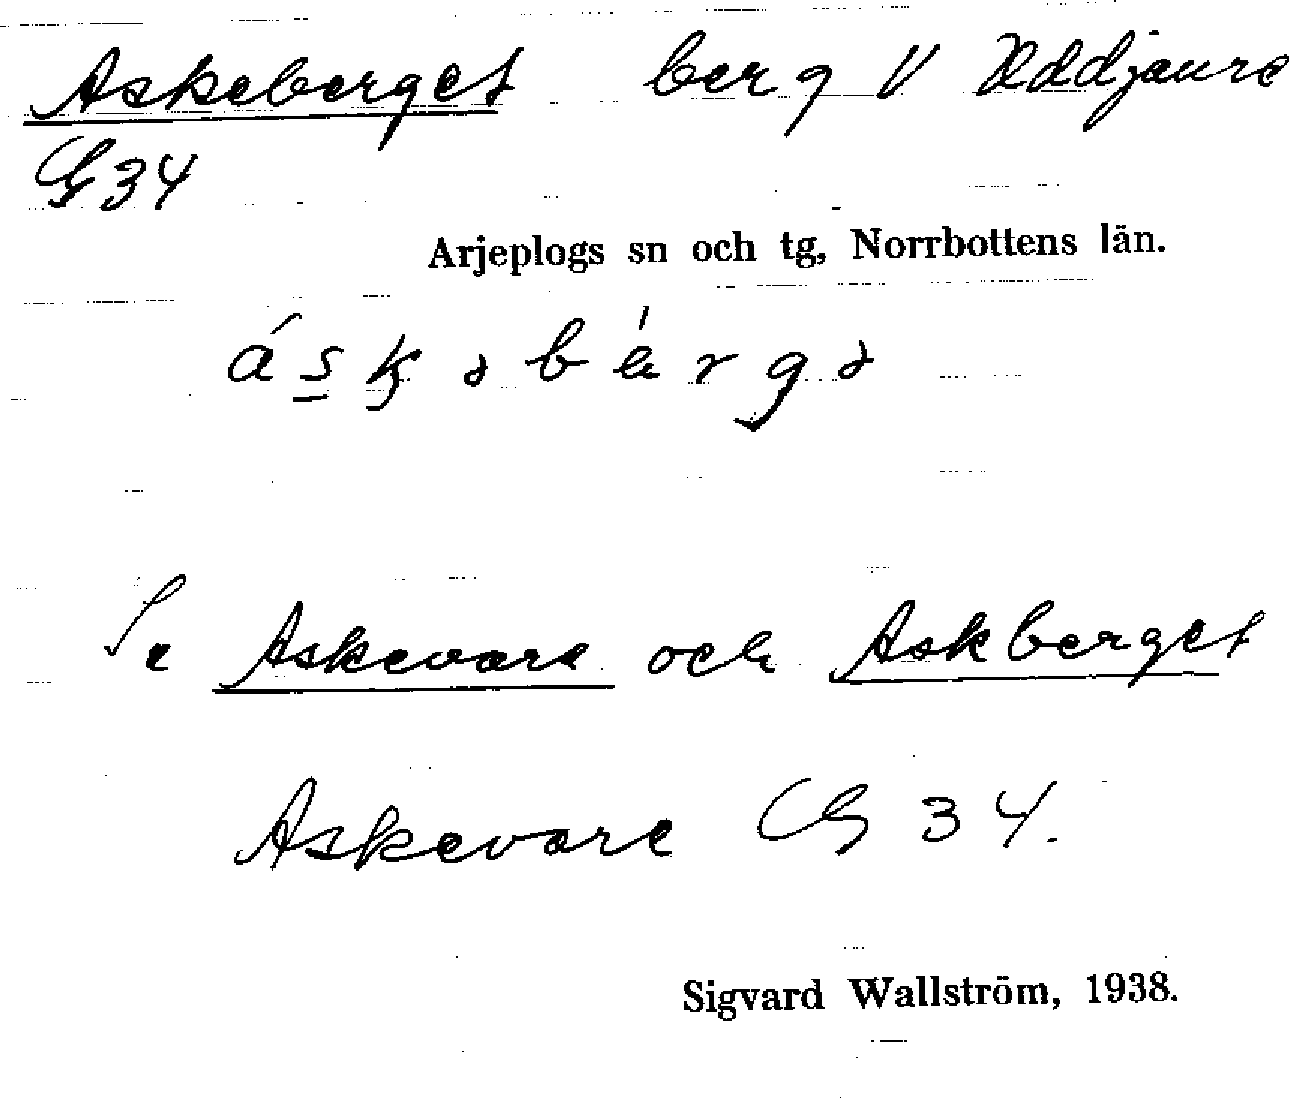 Askeberget berg V Uddjaure
G34
Arjeplogs sn och tg, Norrbottens län.
Se Askevare och Askberget
Askevare G 34.
Sigvard Wallström, 1938.